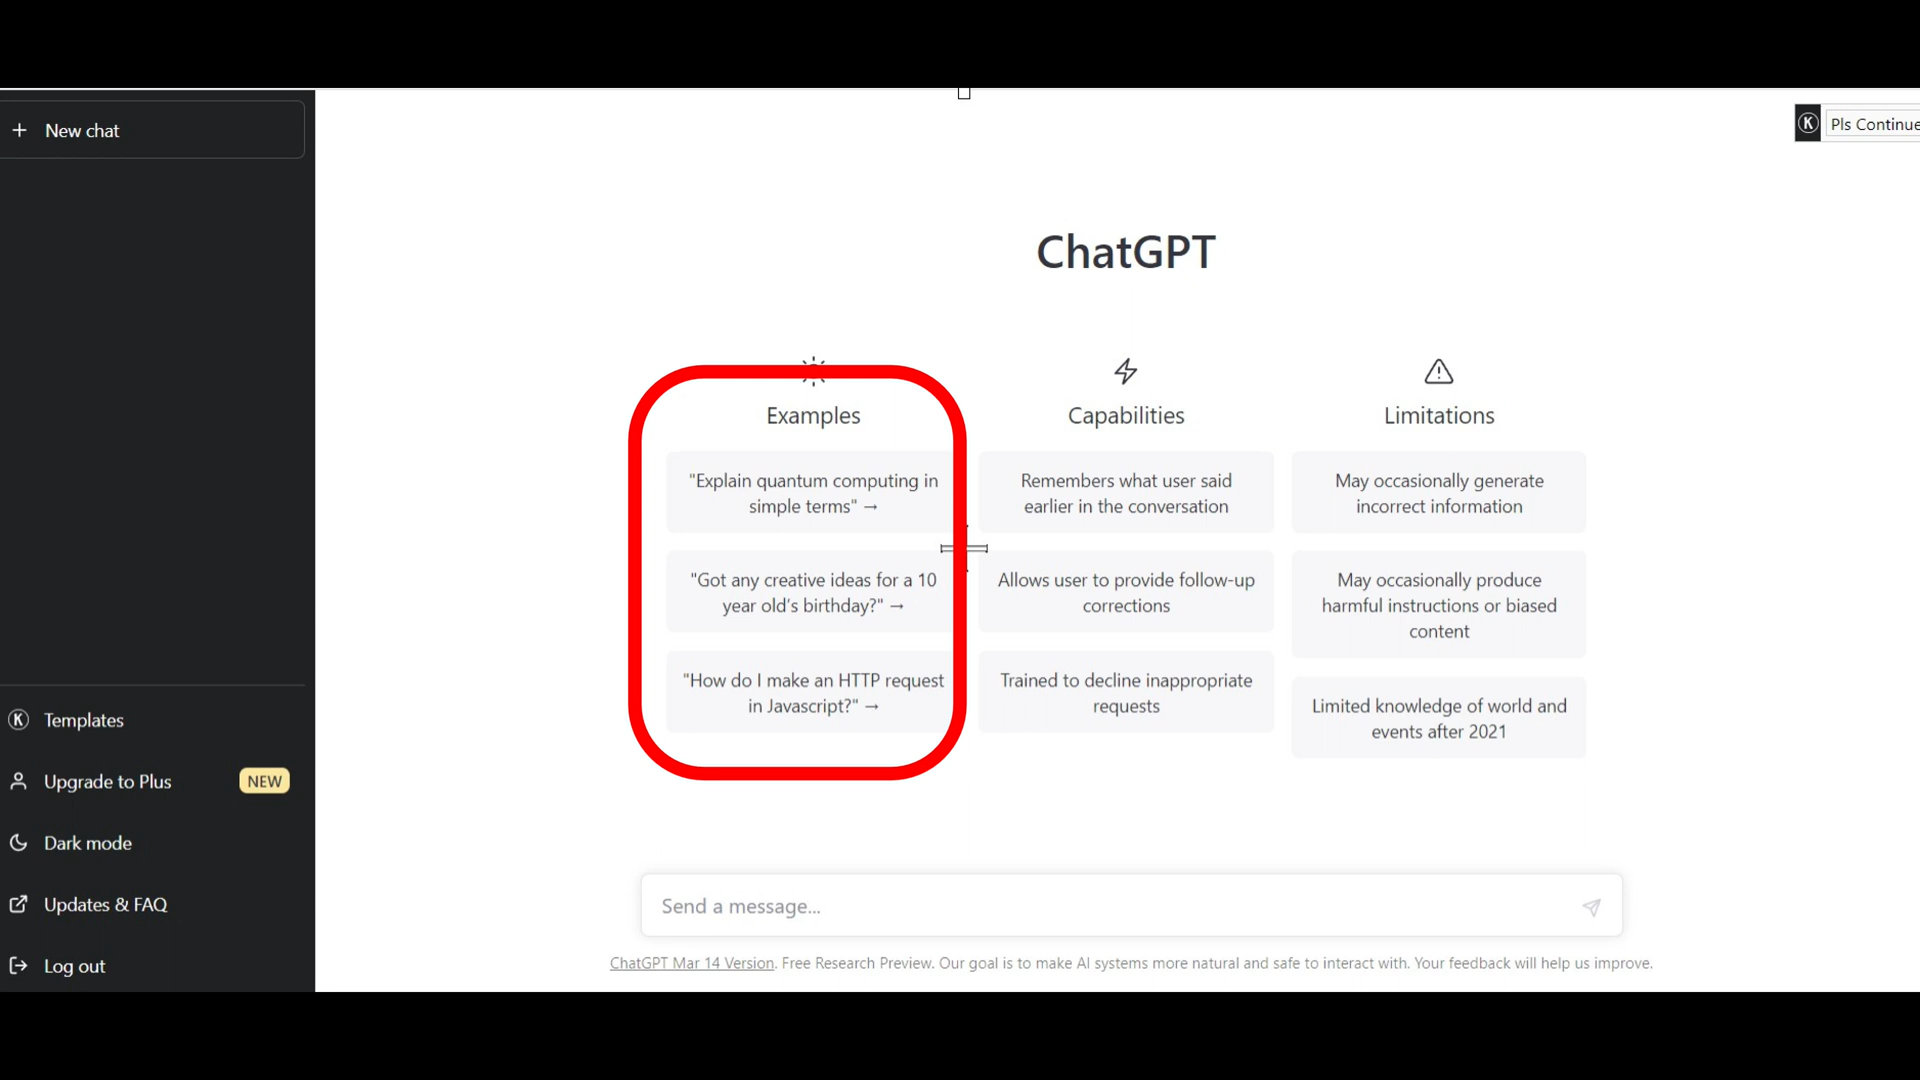 New chat
Pls Continue
ChatGPT
Examples
"Explain quantum computing in
simple terms" →
"Got any creative ideas for a 10
year old's birthday?" →
"How do I make an HTTP request
in Javascript?" →
Capabilities
Remembers what user said
earlier in the conversation
Allows user to provide follow-up
corrections
Trained to decline inappropriate
requests
Limitations
May occasionally generate
incorrect information
May occasionally produce
harmful instructions or biased
content
Limited knowledge of world and
events after 2021
K Templates
Upgrade to Plus NEW
Dark mode
Updates & FAQ
Log out
Send a message...
ChatGPT Mar 14 Version. Free Research Preview. Our goal is to make AI systems more natural and safe to interact with. Your feedback will help us improve.